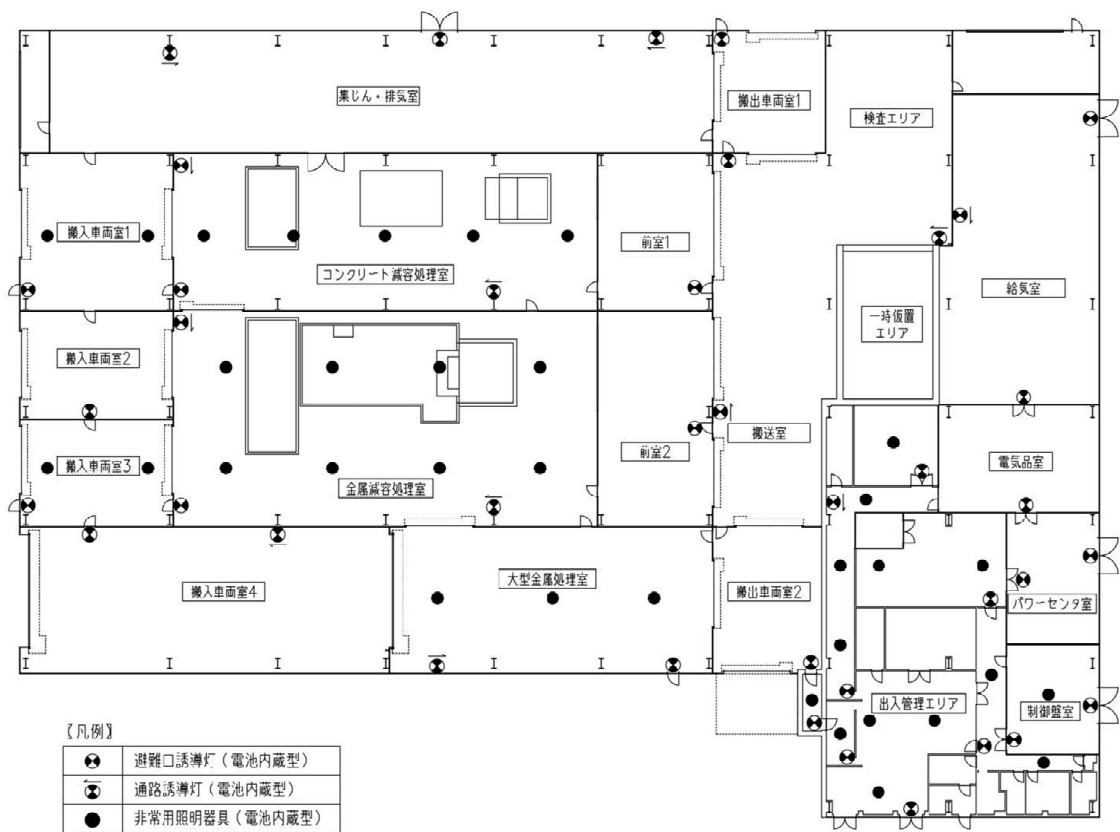 集じん・排気室
搬出車両室1
検査エリア
搬入車両室1
コンクリート減容処理室
前室1
給気室
一時仮置
エリア
搬入車両室2
搬送室
搬入車両室3
金属減容処理室
前室2
電気品室
搬入車両室4
大型金属処理室
搬出車両室2
パワーセンタ室
出入管理エリア
制御盤室
〖凡例〗
避難口誘導灯(電池内蔵型)
通路誘導灯(電池内蔵型)
非常用照明器具(電池内蔵型)